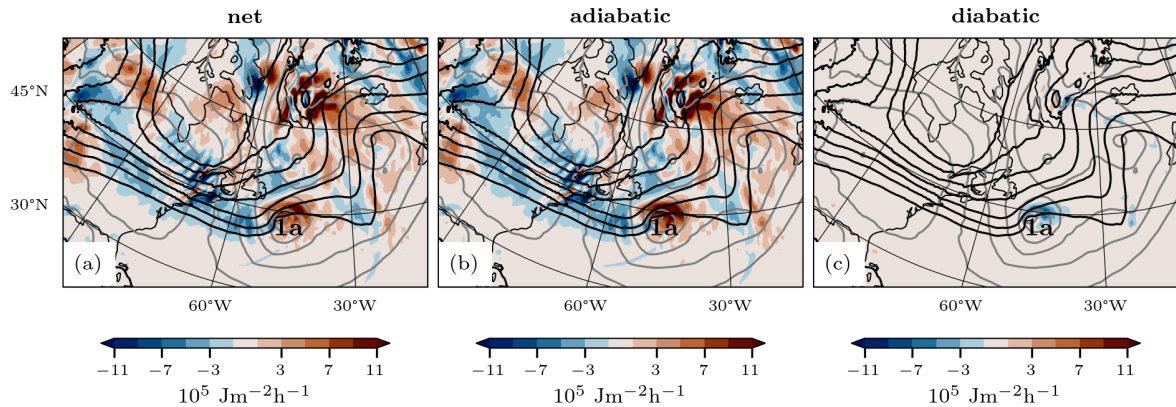 net adiabatic diabatic
45°N
30°N
1a 1a 1a
(a) (b) (c)
60°W 30°W 60°W 30°W 60°W 30°W
−11 −7 −3 3 7 11 −11 −7 −3 3 7 11 −11 −7 −3 3 7 11
10⁵ Jm⁻²h⁻¹ 10⁵ Jm⁻²h⁻¹ 10⁵ Jm⁻²h⁻¹